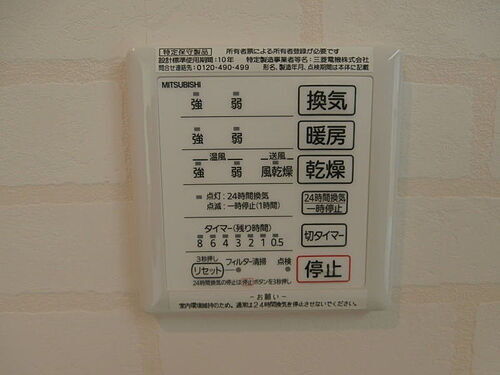 特定保守製品 所有者票による所有者登録が必要です
設計標準使用期間:10年 特定製造事業者等名:三菱電機株式会社
問合せ連絡先:0120-490-499 形名、製造年月、点検期間は本体に記載
MITSUBISHI
強 弱 換気
強 弱 暖房
温風 送風
強 弱 風乾燥 乾燥
点灯:24時間換気
点滅:一時停止(1時間)
24時間換気
一時停止
タイマー(残り時間)
8 6 4 3 2 1 0.5
切タイマー
3秒押し
リセット フィルター清掃 点検
停止
24時間換気の停止は停止ボタンを3秒押し
-お願い-
室内環境維持のため、通常は24時間換気を停止させないでください。